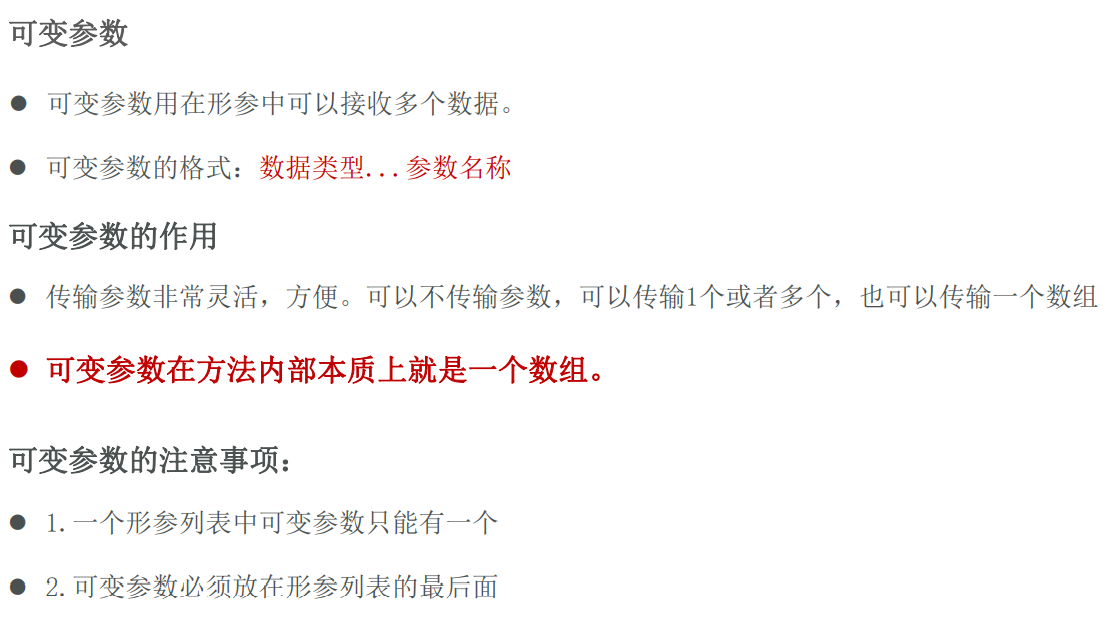 可变参数
● 可变参数用在形参中可以接收多个数据。
● 可变参数的格式：数据类型...参数名称
可变参数的作用
● 传输参数非常灵活，方便。可以不传输参数，可以传输1个或者多个，也可以传输一个数组
● 可变参数在方法内部本质上就是一个数组。
可变参数的注意事项：
● 1.一个形参列表中可变参数只能有一个
● 2.可变参数必须放在形参列表的最后面